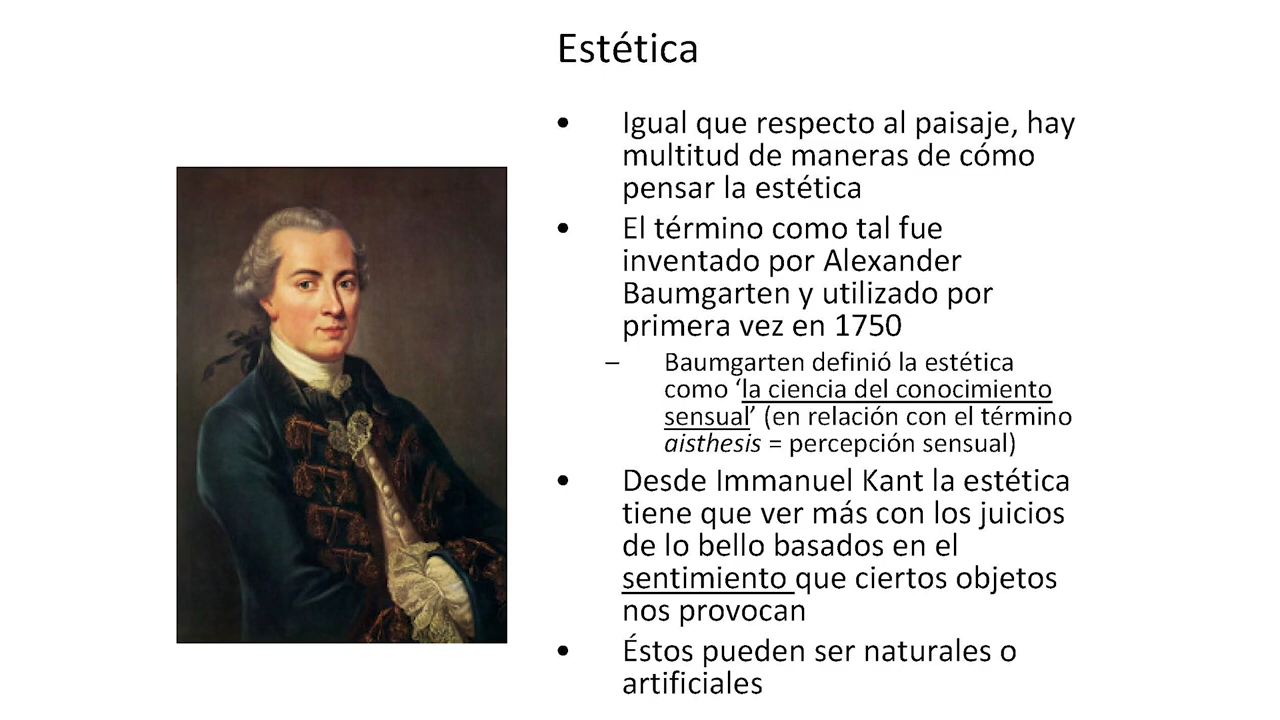 Estética
• Igual que respecto al paisaje, hay
multitud de maneras de cómo
pensar la estética
• El término como tal fue
inventado por Alexander
Baumgarten y utilizado por
primera vez en 1750
– Baumgarten definió la estética
como ‘la ciencia del conocimiento
sensual’ (en relación con el término
aisthesis = percepción sensual)
• Desde Immanuel Kant la estética
tiene que ver más con los juicios
de lo bello basados en el
sentimiento que ciertos objetos
nos provocan
• Éstos pueden ser naturales o
artificiales